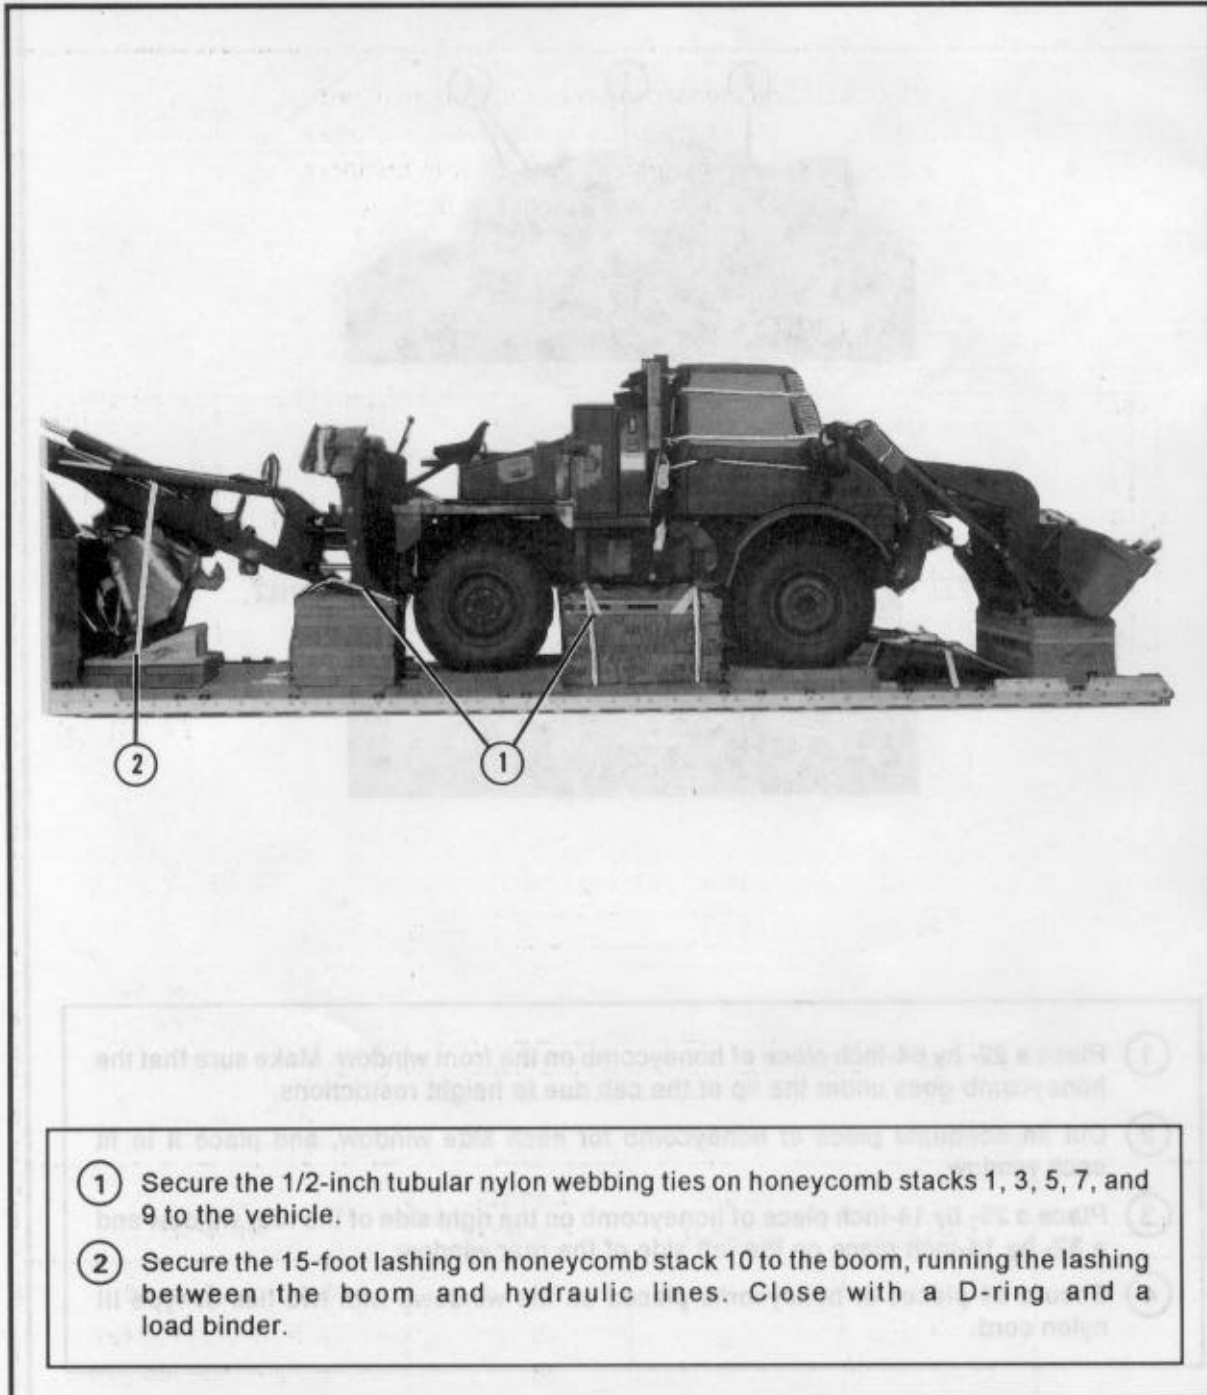 2
1
1 Secure the 1/2-inch tubular nylon webbing ties on honeycomb stacks 1, 3, 5, 7, and
9 to the vehicle.
2 Secure the 15-foot lashing on honeycomb stack 10 to the boom, running the lashing
between the boom and hydraulic lines. Close with a D-ring and a
load binder.